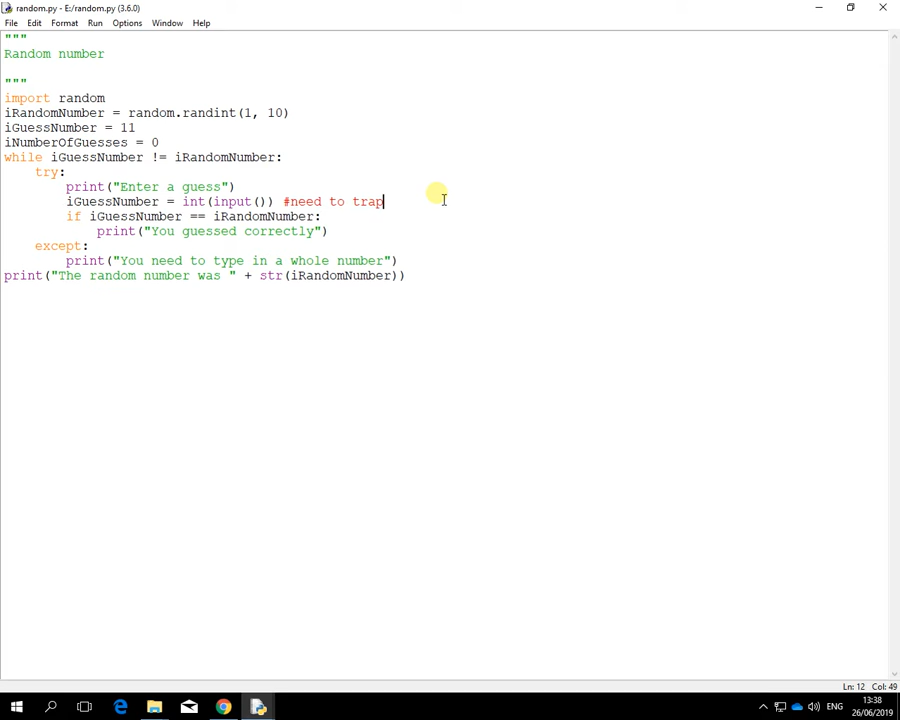 random.py - E:/random.py (3.6.0)
File Edit Format Run Options Window Help
"""
Random number
"""
import random
iRandomNumber = random.randint(1, 10)
iGuessNumber = 11
iNumberOfGuesses = 0
while iGuessNumber != iRandomNumber:
    try:
        print("Enter a guess")
        iGuessNumber = int(input()) #need to trap
        if iGuessNumber == iRandomNumber:
            print("You guessed correctly")
    except:
        print("You need to type in a whole number")
print("The random number was " + str(iRandomNumber))
Ln: 12 Col: 49
ENG
13:38
26/06/2019